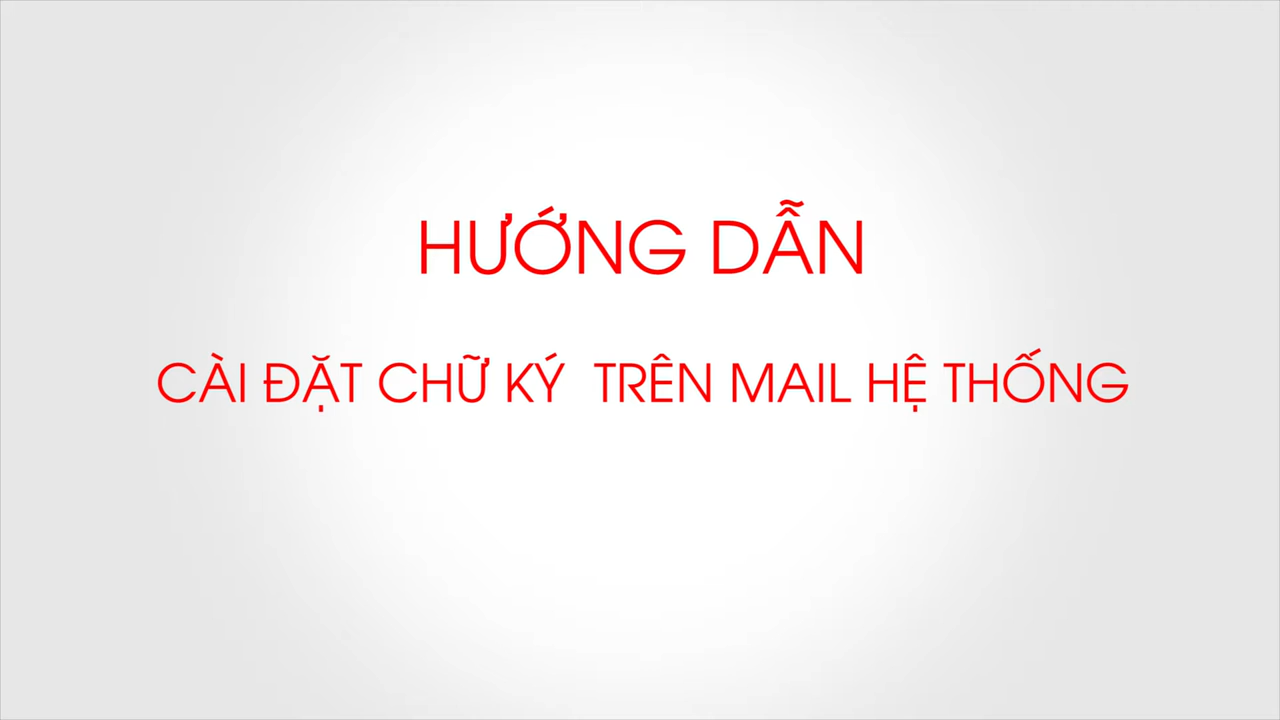 HƯỚNG DẪN
CÀI ĐẶT CHỮ KÝ TRÊN MAIL HỆ THỐNG